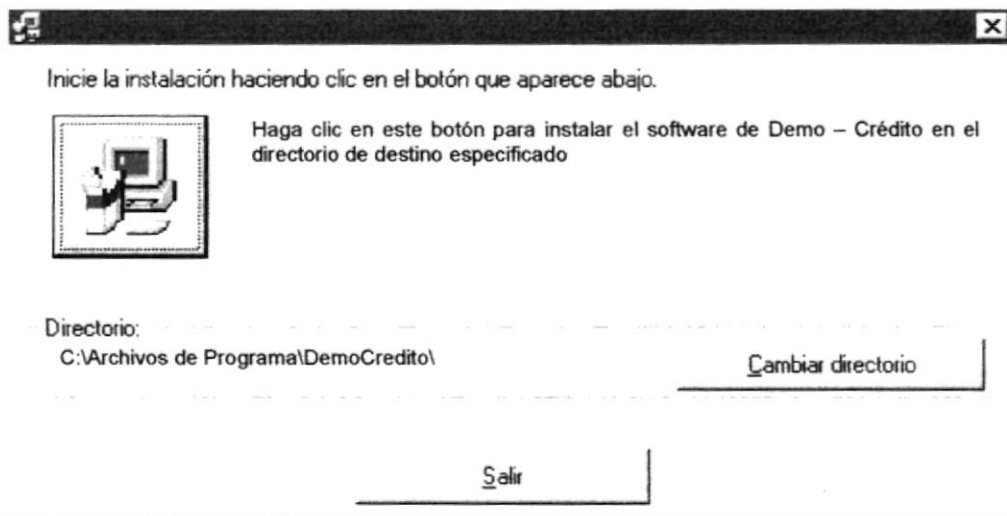 Inicie la instalación haciendo clic en el botón que aparece abajo.
Haga clic en este botón para instalar el software de Demo – Crédito en el
directorio de destino especificado
Directorio:
C:\Archivos de Programa\DemoCredito\
Cambiar directorio
Salir